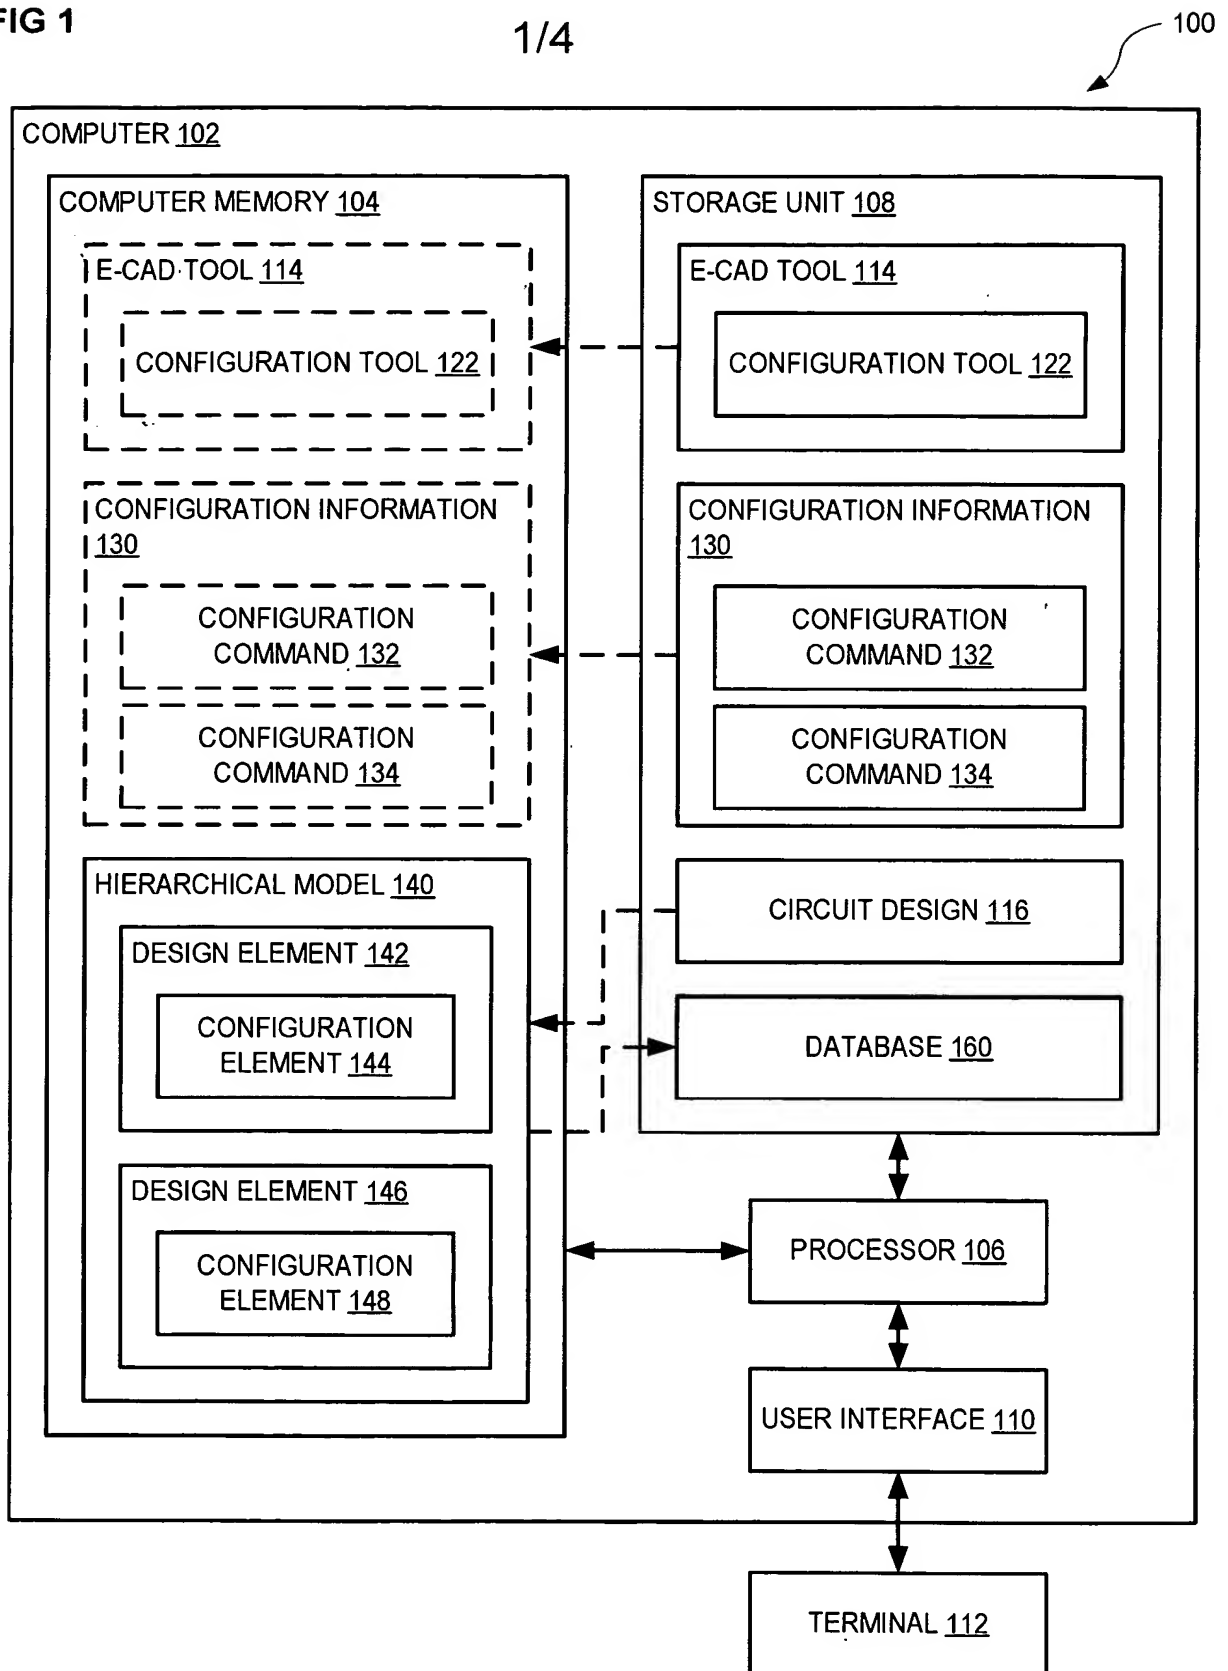 FIG 1
1/4
100
COMPUTER 102
COMPUTER MEMORY 104
E-CAD TOOL 114
CONFIGURATION TOOL 122
CONFIGURATION INFORMATION
130
CONFIGURATION
COMMAND 132
CONFIGURATION
COMMAND 134
HIERARCHICAL MODEL 140
DESIGN ELEMENT 142
CONFIGURATION
ELEMENT 144
DESIGN ELEMENT 146
CONFIGURATION
ELEMENT 148
STORAGE UNIT 108
E-CAD TOOL 114
CONFIGURATION TOOL 122
CONFIGURATION INFORMATION
130
CONFIGURATION
COMMAND 132
CONFIGURATION
COMMAND 134
CIRCUIT DESIGN 116
DATABASE 160
PROCESSOR 106
USER INTERFACE 110
TERMINAL 112